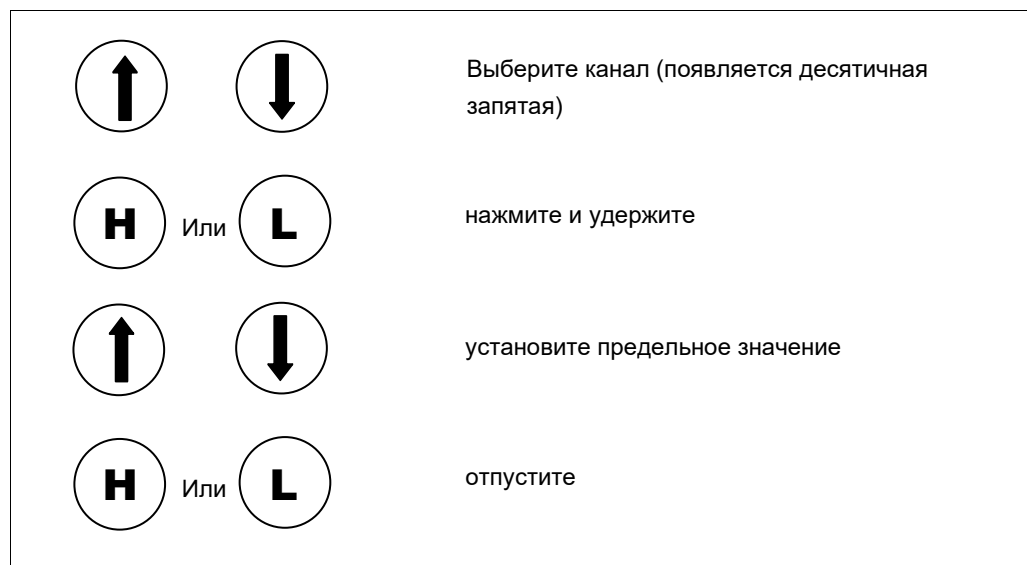 Выберите канал (появляется десятичная
запятая)
H Или L
нажмите и удержите
установите предельное значение
H Или L
отпустите